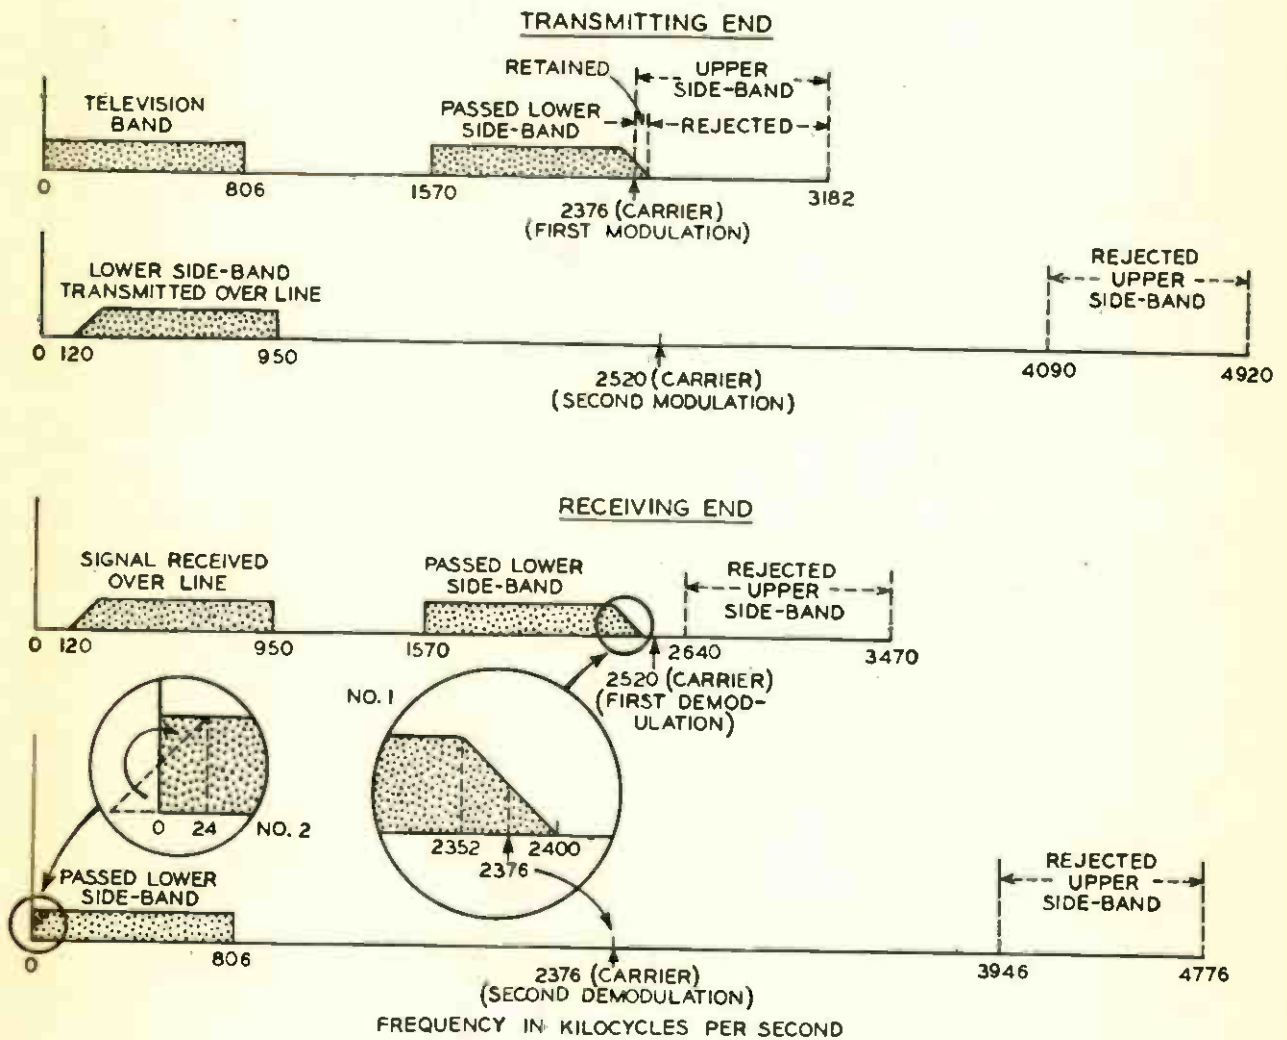 TRANSMITTING END
RETAINED
UPPER
SIDE-BAND
TELEVISION
BAND
PASSED LOWER
SIDE-BAND
REJECTED
0
806
1570
2376 (CARRIER)
(FIRST MODULATION)
3182
LOWER SIDE-BAND
TRANSMITTED OVER LINE
REJECTED
UPPER
SIDE-BAND
0 120
950
2520 (CARRIER)
(SECOND MODULATION)
4090
4920
RECEIVING END
SIGNAL RECEIVED
OVER LINE
PASSED LOWER
SIDE-BAND
REJECTED
UPPER
SIDE-BAND
0 120
950
1570
2640
3470
2520 (CARRIER)
(FIRST DEMOD-
ULATION)
NO. 1
0 24
NO. 2
2352
2376
2400
PASSED LOWER
SIDE-BAND
REJECTED
UPPER
SIDE-BAND
0
806
2376 (CARRIER)
(SECOND DEMODULATION)
3946
4776
FREQUENCY IN KILOCYCLES PER SECOND